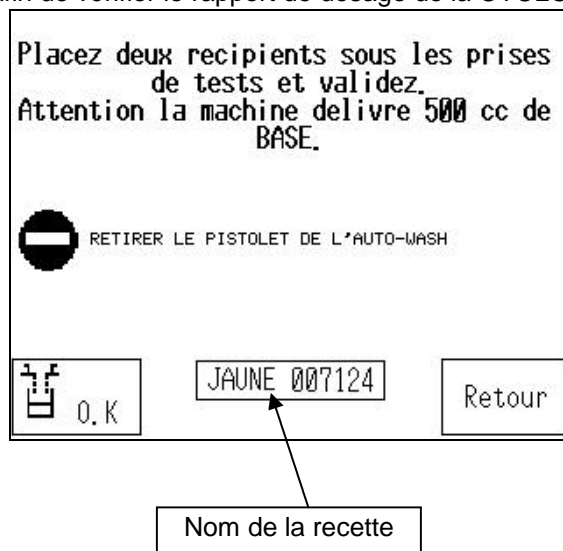 Placez deux recipients sous les prises
de tests et validez.
Attention la machine delivre 500 cc de
BASE.
RETIRER LE PISTOLET DE L'AUTO-WASH
O.K
JAUNE 007124
Retour
Nom de la recette